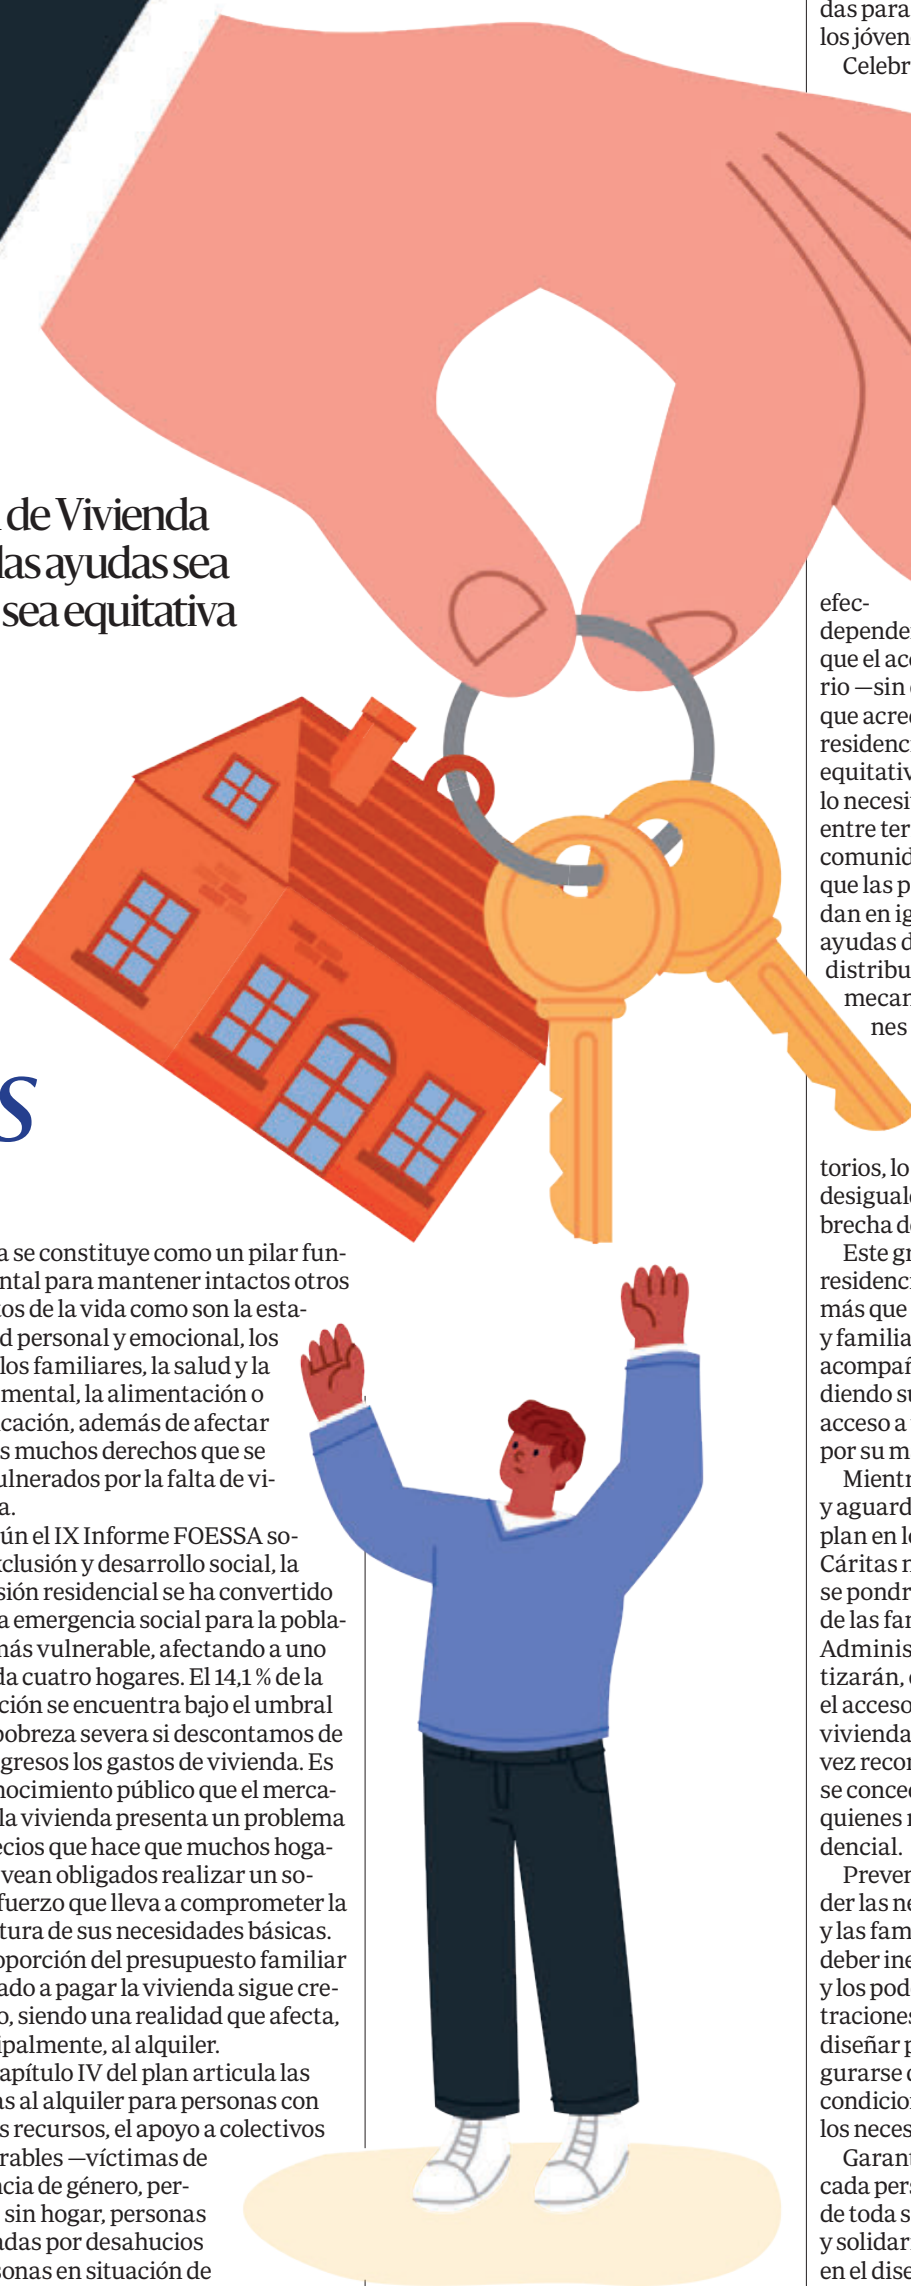 de Vivienda
las ayudas sea
sea equitativa
s
a se constituye como un pilar fun-
ental para mantener intactos otros
tos de la vida como son la esta-
d personal y emocional, los
los familiares, la salud y la
mental, la alimentación o
cación, además de afectar
s muchos derechos que se
ulnerados por la falta de vi-
a.
ún el IX Informe FOESSA so-
xclusión y desarrollo social, la
sión residencial se ha convertido
a emergencia social para la pobla-
más vulnerable, afectando a uno
da cuatro hogares. El 14,1 % de la
ción se encuentra bajo el umbral
pobreza severa si descontamos de
gresos los gastos de vivienda. Es
nocimiento público que el merca-
la vivienda presenta un problema
ecios que hace que muchos hoga-
vean obligados realizar un so-
fuerzo que lleva a comprometer la
tura de sus necesidades básicas.
oporción del presupuesto familiar
ado a pagar la vivienda sigue cre-
o, siendo una realidad que afecta,
ipalmente, al alquiler.
apítulo IV del plan articula las
as al alquiler para personas con
s recursos, el apoyo a colectivos
rables —víctimas de
ncia de género, per-
sin hogar, personas
adas por desahucios
sonas en situación de
das para
los jóven
Celebr
efec-
depende
que el acc
rio —sin
que acred
residenci
equitativ
lo necesi
entre ter
comunid
que las p
dan en ig
ayudas d
distribu
mecan
nes
torios, lo
desigual
brecha d
Este gr
residenci
más que
y familia
acompañ
diendo su
acceso a
por su m
Mientr
y aguard
plan en l
Cáritas
se pondr
de las fa
Adminis
tizarán,
el acceso
vivienda
vez reco
se conce
quienes
dencial.
Preve
der las ne
y las fam
deber ine
y los pod
traciones
diseñar p
gurarse
condicio
los neces
Garant
cada pers
de toda s
y solidar
en el dise